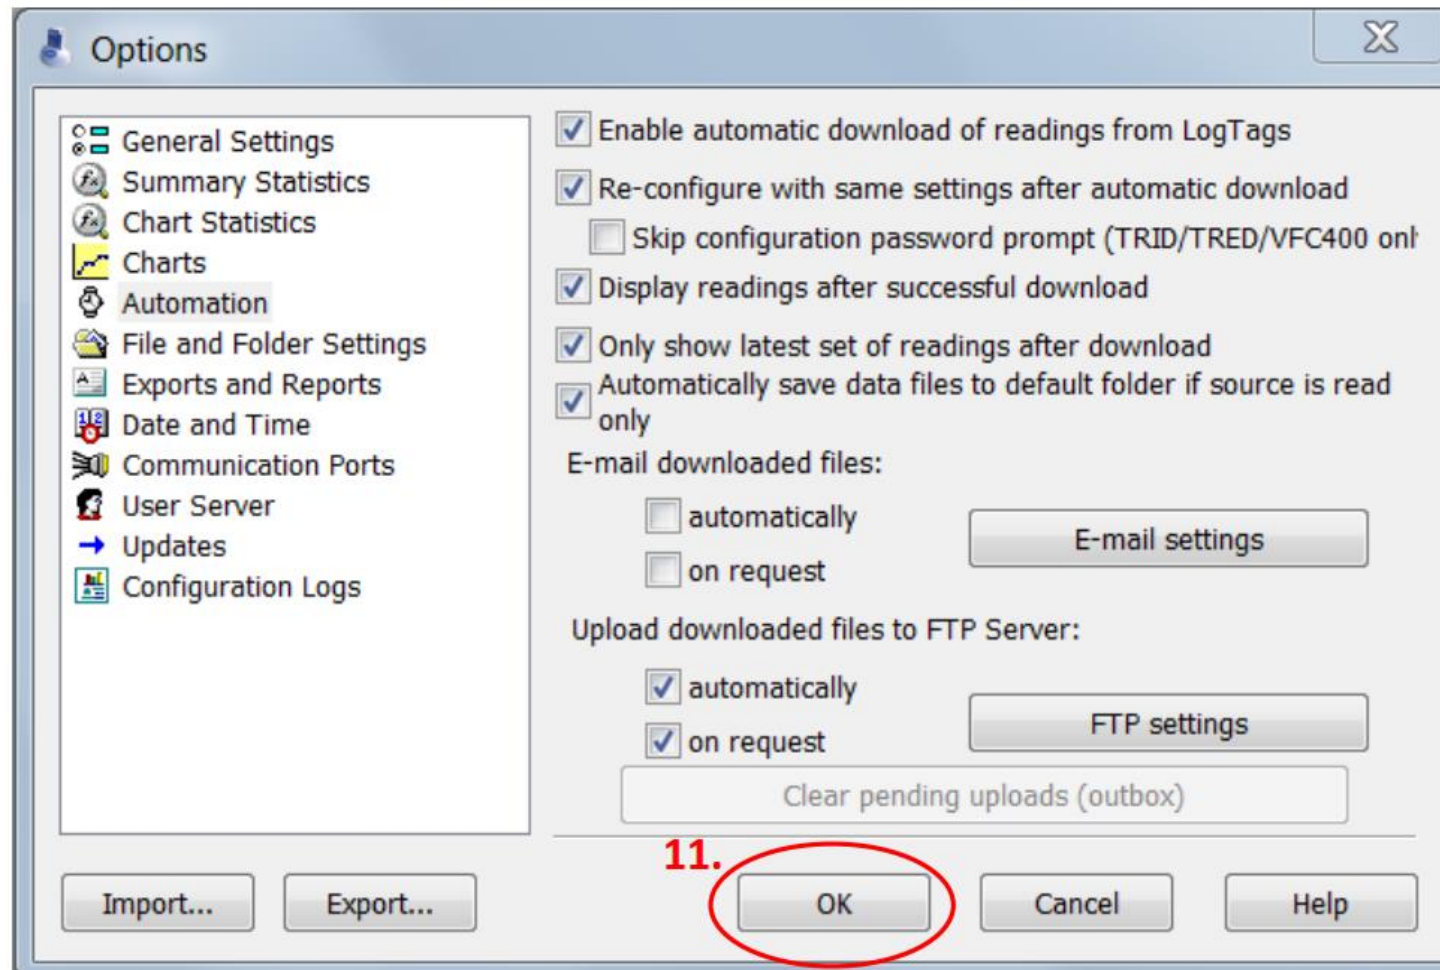 Options
General Settings
Summary Statistics
Chart Statistics
Charts
Automation
File and Folder Settings
Exports and Reports
Date and Time
Communication Ports
User Server
Updates
Configuration Logs
Enable automatic download of readings from LogTags
Re-configure with same settings after automatic download
Skip configuration password prompt (TRID/TRED/VFC400 onl
Display readings after successful download
Only show latest set of readings after download
Automatically save data files to default folder if source is read
only
E-mail downloaded files:
automatically
E-mail settings
on request
Upload downloaded files to FTP Server:
automatically
FTP settings
on request
Clear pending uploads (outbox)
11.
Import...
Export...
OK
Cancel
Help